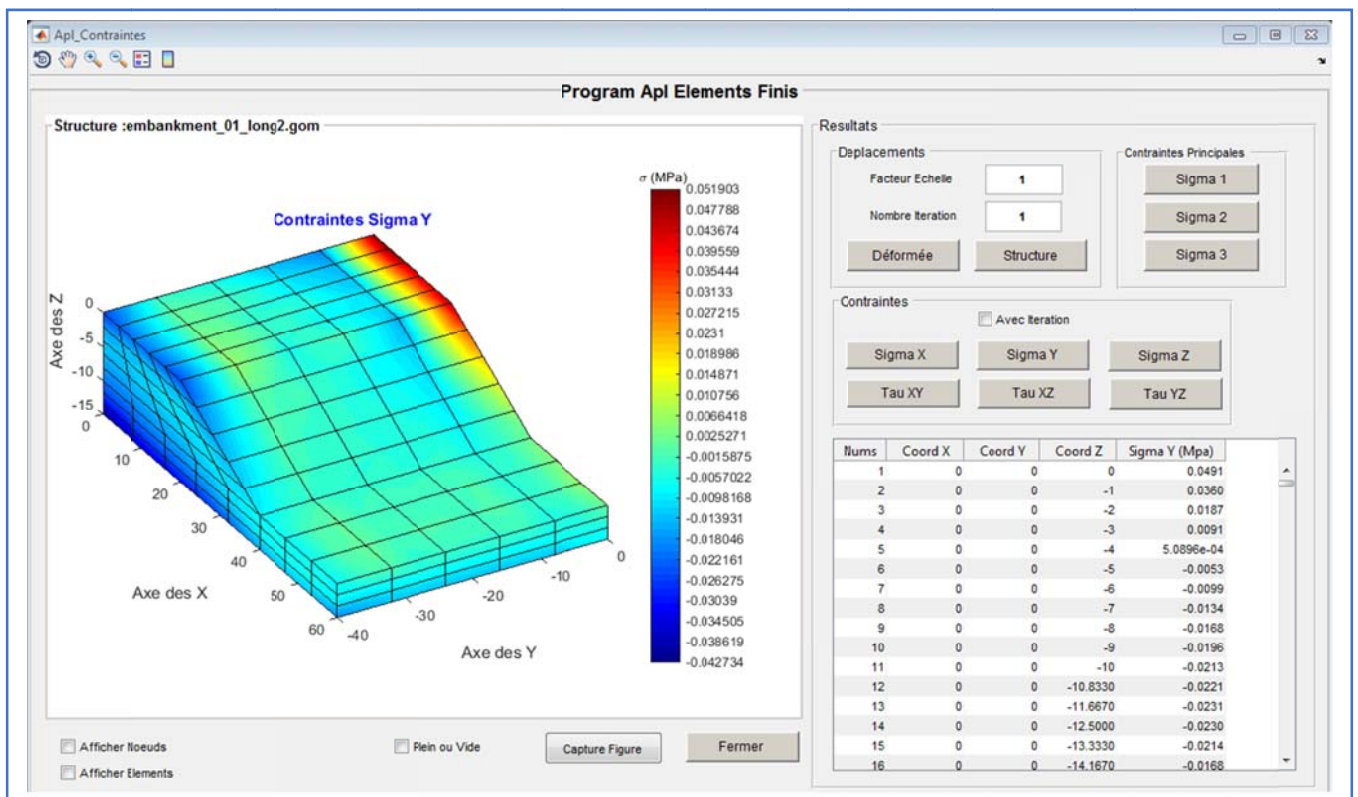 Apl_Contraintes
Program Apl Elements Finis
Structure :embankment_01_long2.gom
Contraintes Sigma Y
σ (MPa)
0.051903
0.047788
0.043674
0.039559
0.035444
0.03133
0.027215
0.0231
0.018986
0.014871
0.010756
0.0066418
0.0025271
-0.0015875
-0.0057022
-0.0098168
-0.013931
-0.018046
-0.022161
-0.026275
-0.03039
-0.034505
-0.038619
-0.042734
Axe des Z
0
-5
-10
-15
0
10
20
30
40
50
60
Axe des X
-40
-30
-20
-10
0
Axe des Y
Afficher Noeuds
Afficher Elements
Plein ou Vide
Capture Figure
Fermer
Resultats
Deplacements
Facteur Echelle 1
Nombre Iteration 1
Déformée Structure
Contraintes Principales
Sigma 1
Sigma 2
Sigma 3
Contraintes
Avec Iteration
Sigma X Sigma Y Sigma Z
Tau XY Tau XZ Tau YZ
Nums Coord X Coord Y Coord Z Sigma Y (Mpa)
1 0 0 0 0.0491
2 0 0 -1 0.0360
3 0 0 -2 0.0187
4 0 0 -3 0.0091
5 0 0 -4 5.0896e-04
6 0 0 -5 -0.0053
7 0 0 -6 -0.0099
8 0 0 -7 -0.0134
9 0 0 -8 -0.0168
10 0 0 -9 -0.0196
11 0 0 -10 -0.0213
12 0 0 -10.8330 -0.0221
13 0 0 -11.6670 -0.0231
14 0 0 -12.5000 -0.0230
15 0 0 -13.3330 -0.0214
16 0 0 -14.1670 -0.0168